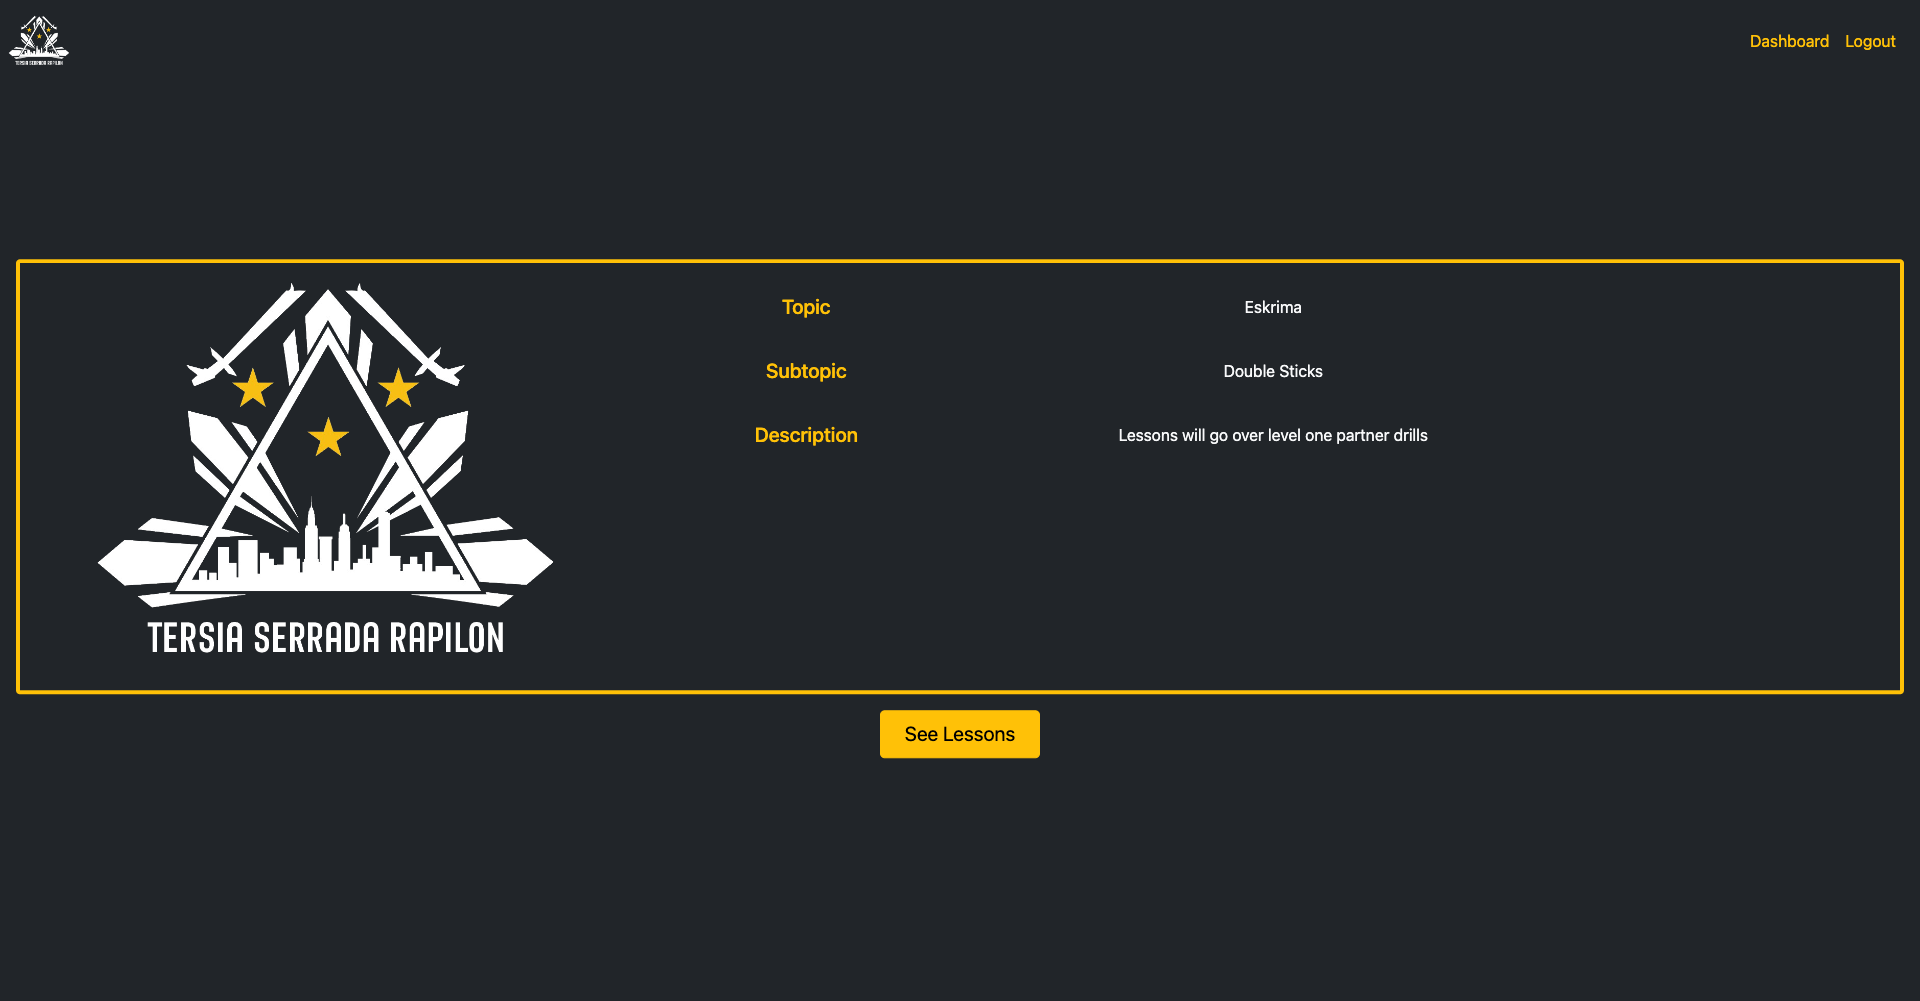 TERSIA SERRADA RAPILON
Dashboard Logout
Topic Eskrima
Subtopic Double Sticks
Description Lessons will go over level one partner drills
TERSIA SERRADA RAPILON
See Lessons